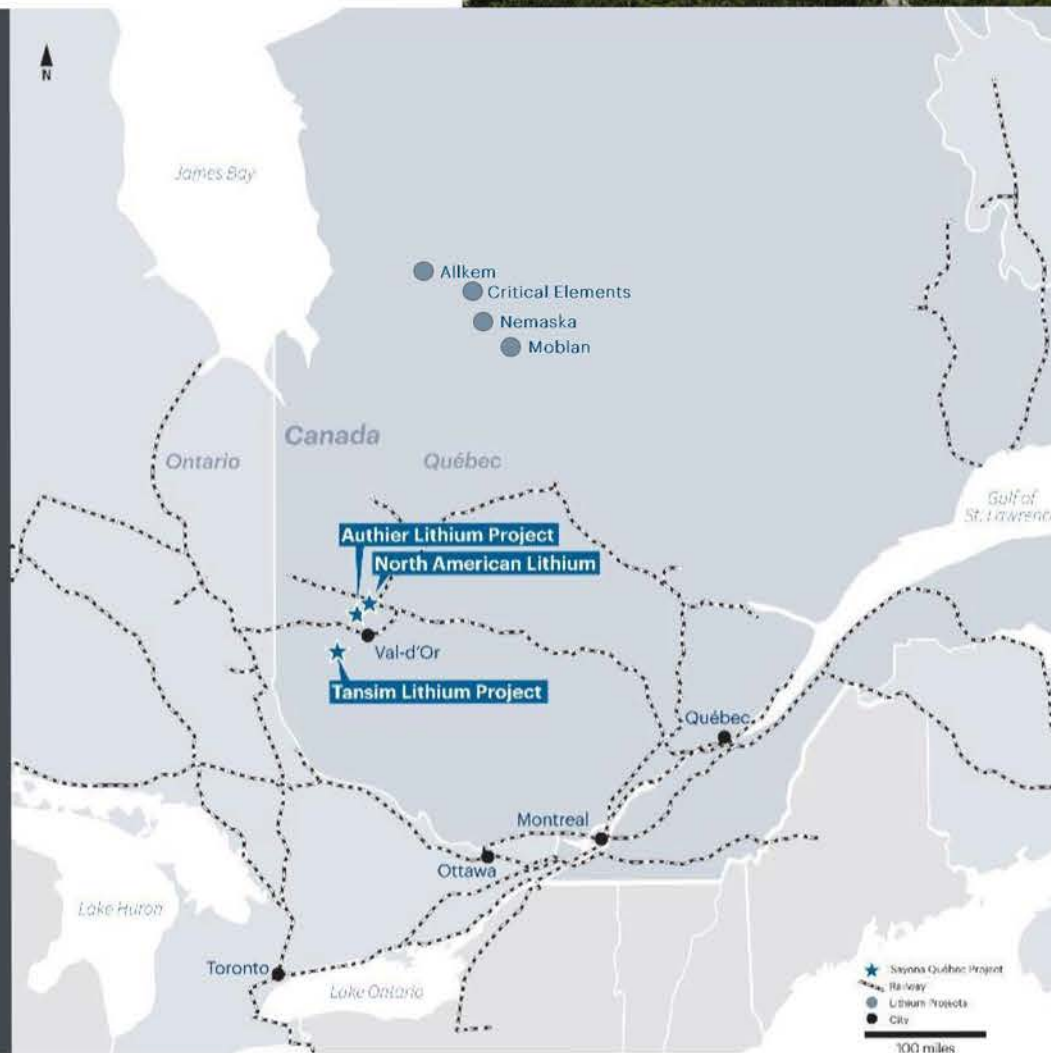 N
James Bay
Allkem
Critical Elements
Nemaska
Moblan
Canada
Ontario
Québec
Gulf of
St. Lawrence
Authier Lithium Project
North American Lithium
Val-d'Or
Tansim Lithium Project
Québec
Montreal
Ottawa
Lake Huron
Toronto
Lake Ontario
Sayona Québec Project
Railway
Lithium Projects
City
100 miles